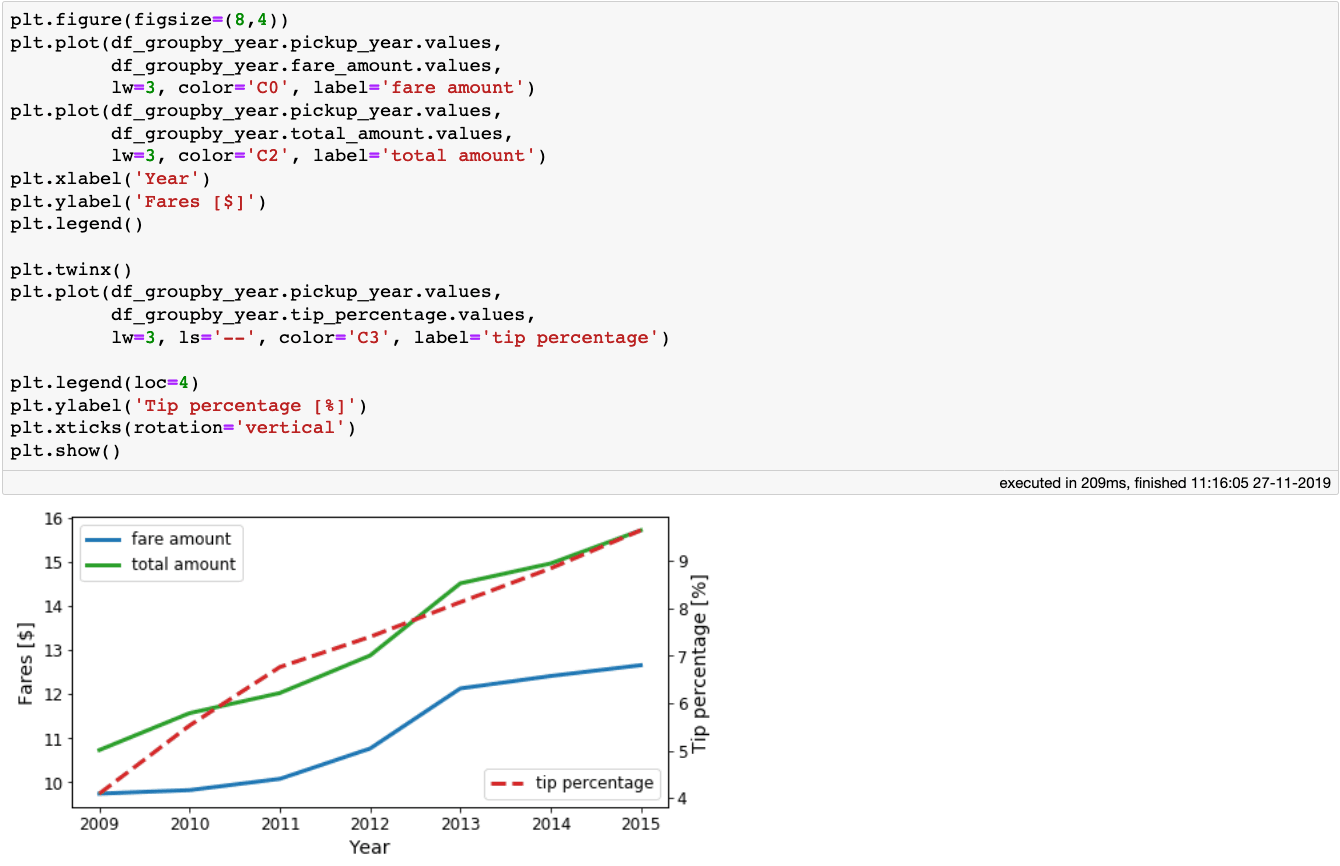 plt.figure(figsize=(8,4))
plt.plot(df_groupby_year.pickup_year.values,
         df_groupby_year.fare_amount.values,
         lw=3, color='C0', label='fare amount')
plt.plot(df_groupby_year.pickup_year.values,
         df_groupby_year.total_amount.values,
         lw=3, color='C2', label='total amount')
plt.xlabel('Year')
plt.ylabel('Fares [$]')
plt.legend()

plt.twinx()
plt.plot(df_groupby_year.pickup_year.values,
         df_groupby_year.tip_percentage.values,
         lw=3, ls='--', color='C3', label='tip percentage')

plt.legend(loc=4)
plt.ylabel('Tip percentage [%]')
plt.xticks(rotation='vertical')
plt.show()
executed in 209ms, finished 11:16:05 27-11-2019
Fares [$]
16
15
14
13
12
11
10
fare amount
total amount
tip percentage
9
8
7
6
5
4
Tip percentage [%]
2009 2010 2011 2012 2013 2014 2015
Year